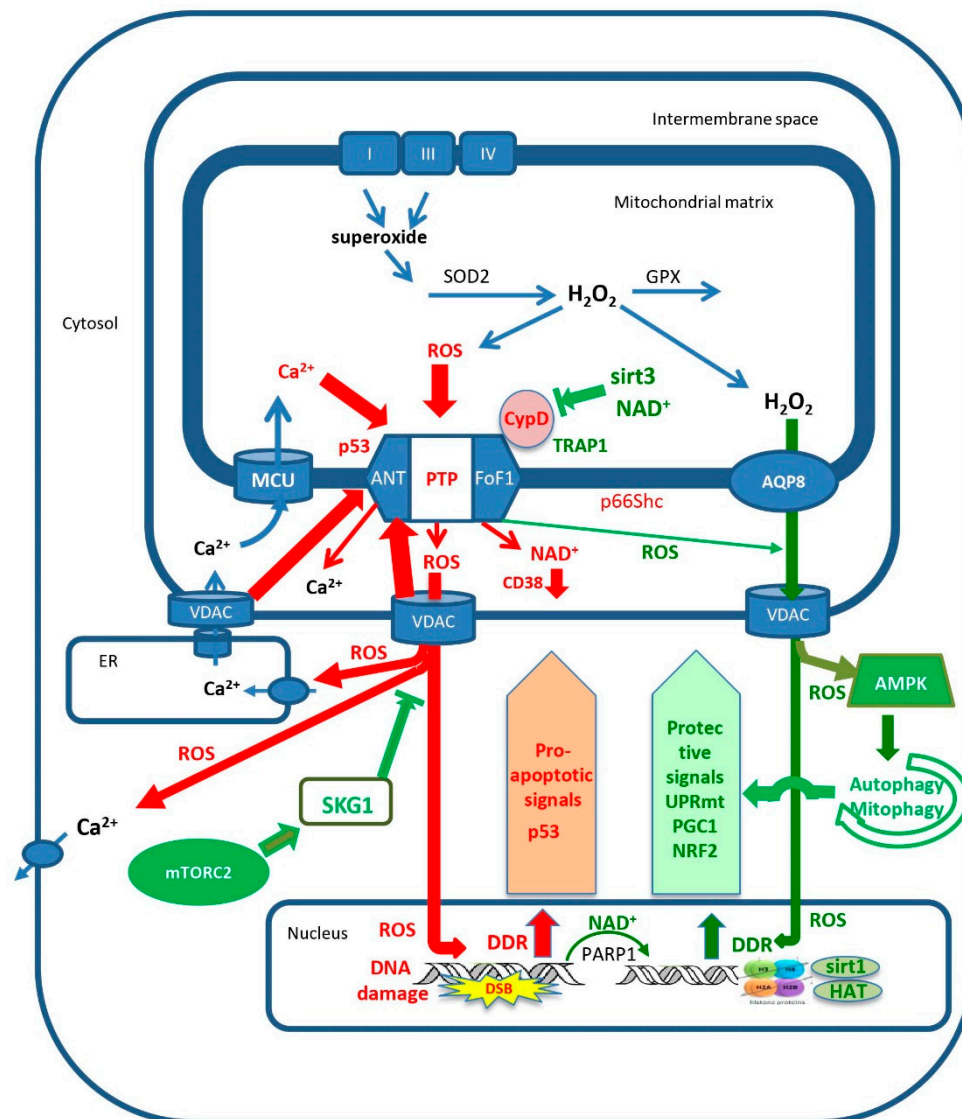 Intermembrane space
I III IV
Mitochondrial matrix
superoxide
SOD2
H₂O₂
GPX
Cytosol
ROS
Ca²⁺
sirt3
NAD⁺
H₂O₂
CypD
p53
TRAP1
MCU
ANT
PTP
FoF1
AQP8
p66Shc
Ca²⁺
ROS
NAD⁺
ROS
Ca²⁺
CD38
VDAC
VDAC
VDAC
ER
ROS
Ca²⁺
ROS
AMPK
ROS
Pro-
apoptotic
signals
p53
Protec
tive
signals
UPRmt
PGC1
NRF2
Autophagy
Mitophagy
SKG1
Ca²⁺
mTORC2
Nucleus
ROS
DDR
NAD⁺
PARP1
DDR
ROS
DNA
damage
DSB
H3 H4
H2A H2B
histone proteins
sirt1
HAT